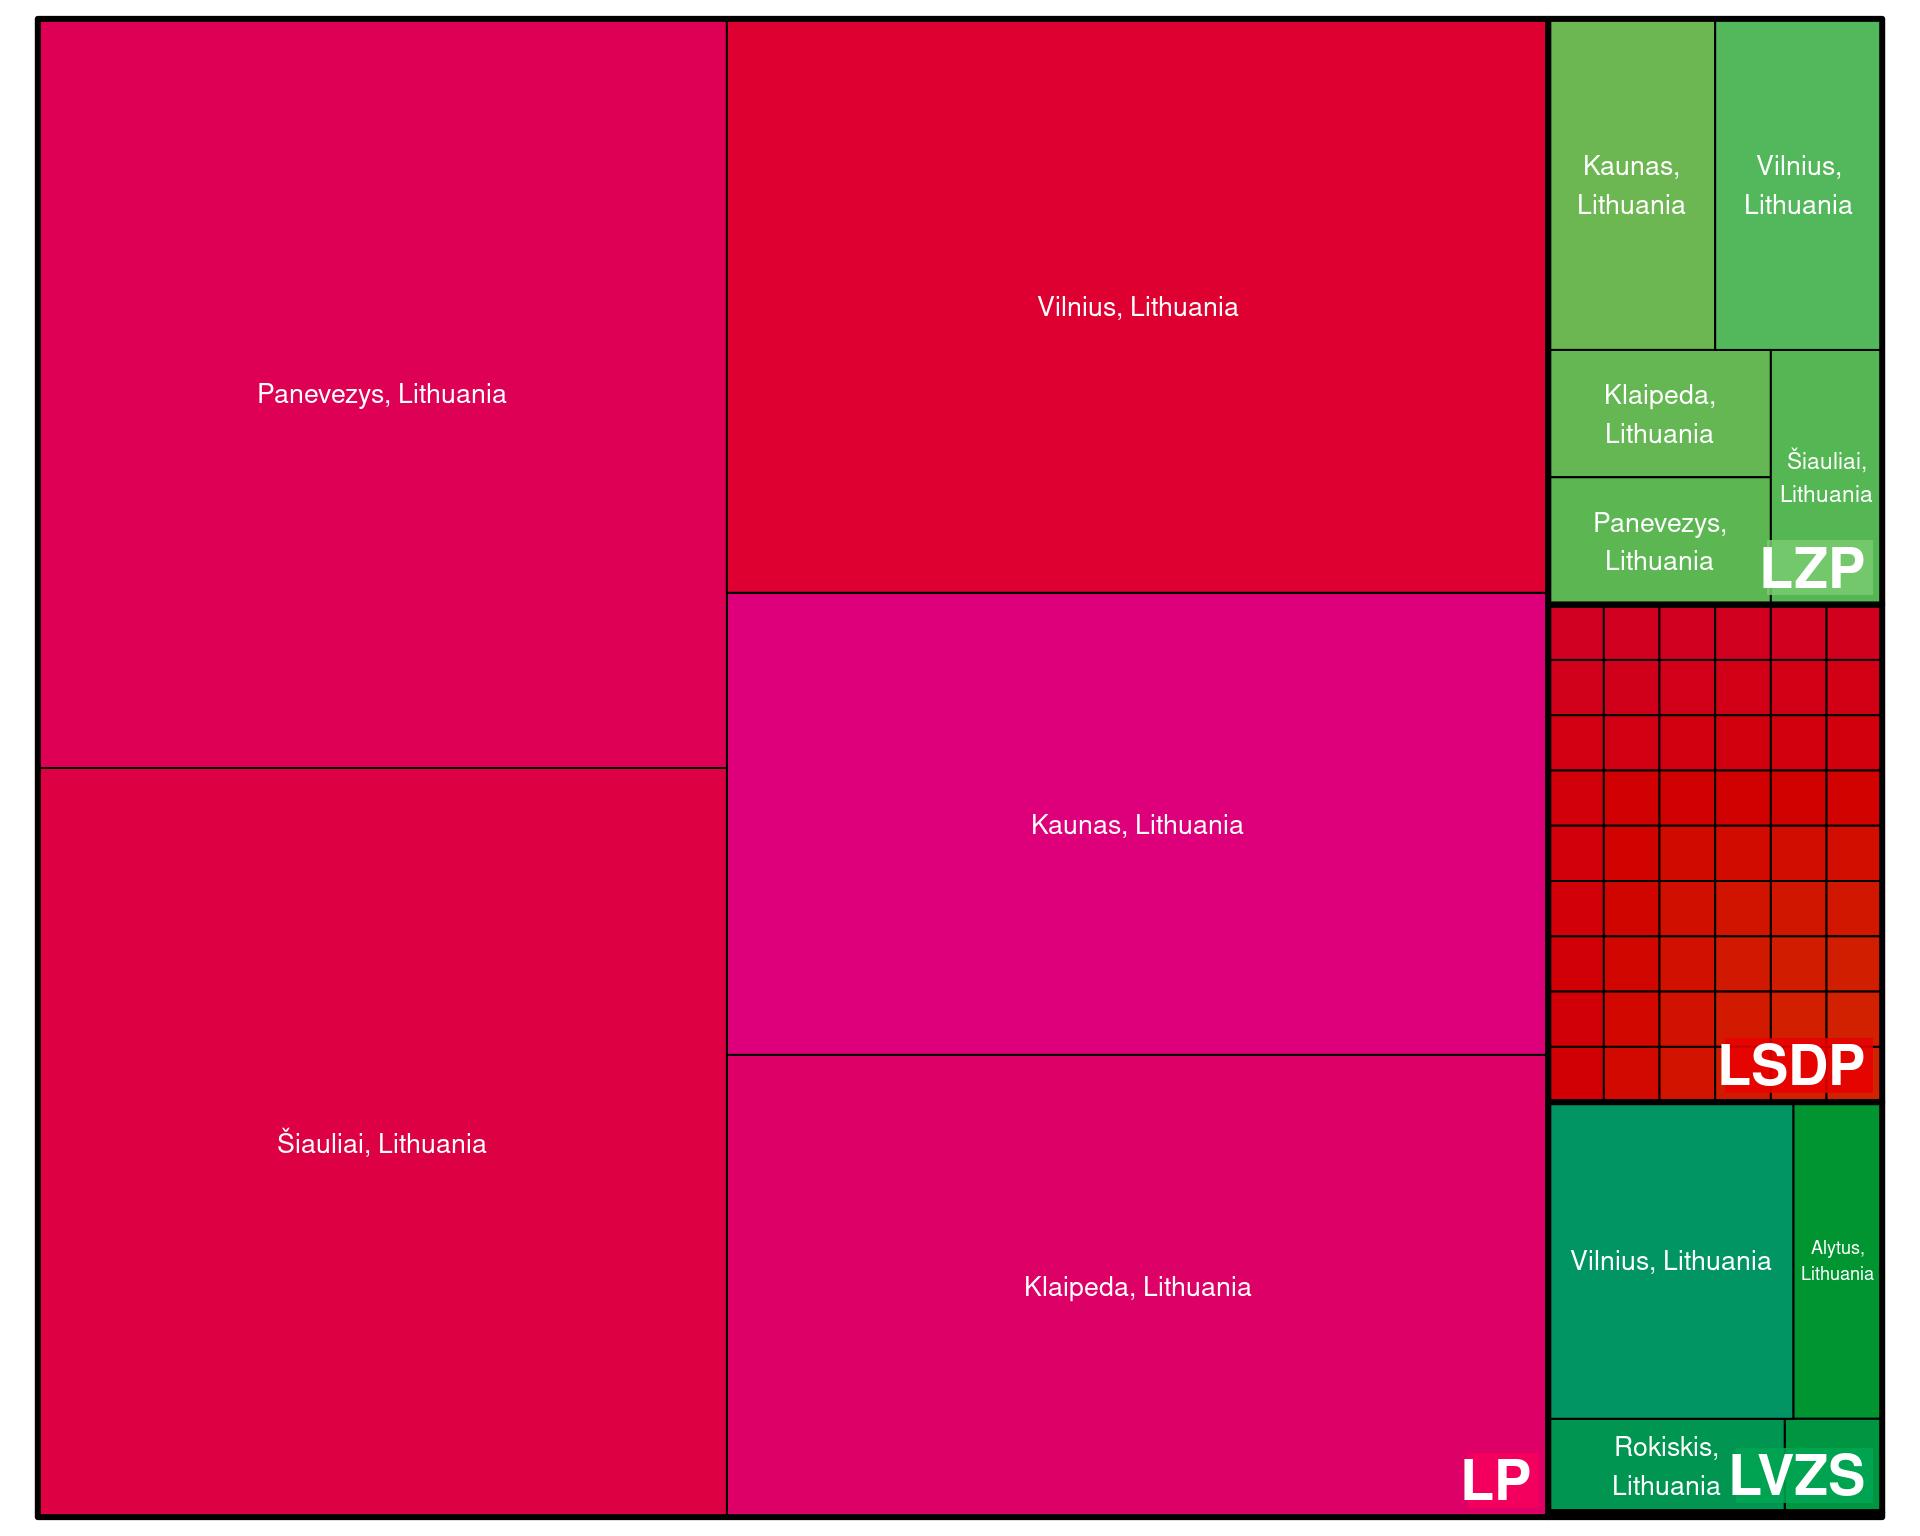 Panevezys, Lithuania
Šiauliai, Lithuania
Vilnius, Lithuania
Kaunas, Lithuania
Klaipeda, Lithuania
LP
Kaunas,
Lithuania
Vilnius,
Lithuania
Klaipeda,
Lithuania
Panevezys,
Lithuania
Šiauliai,
Lithuania
LZP
LSDP
Vilnius, Lithuania
Alytus,
Lithuania
Rokiskis,
Lithuania
LVZS